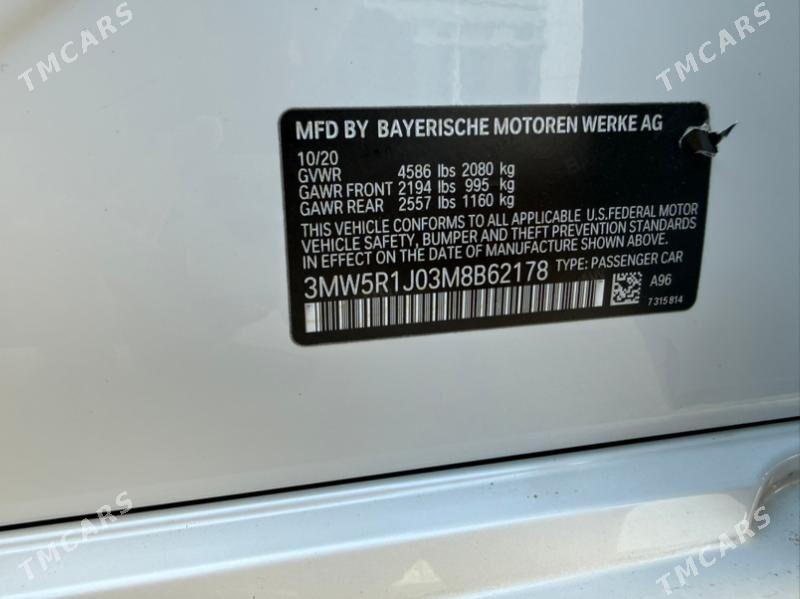 TMCARS
TMCARS
MFD BY BAYERISCHE MOTOREN WERKE AG
10/20
GVWR 4586 lbs 2080 kg
GAWR FRONT 2194 lbs 995 kg
GAWR REAR 2557 lbs 1160 kg
THIS VEHICLE CONFORMS TO ALL APPLICABLE U.S.FEDERAL MOTOR
VEHICLE SAFETY, BUMPER AND THEFT PREVENTION STANDARDS
IN EFFECT ON THE DATE OF MANUFACTURE SHOWN ABOVE.
3MW5R1J03M8B62178 TYPE: PASSENGER CAR
A96
7 315 814
TMCARS
TMCARS